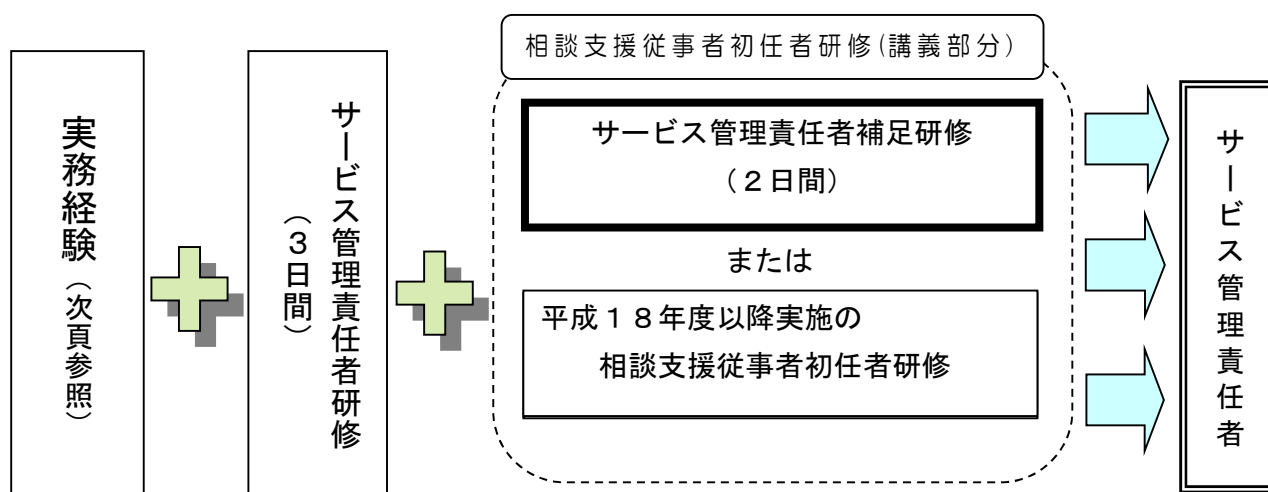 実務経験（次頁参照）
サービス管理責任者研修
（３日間）
相談支援従事者初任者研修(講義部分)
サービス管理責任者補足研修
（２日間）
または
平成１８年度以降実施の
相談支援従事者初任者研修
サービス管理責任者